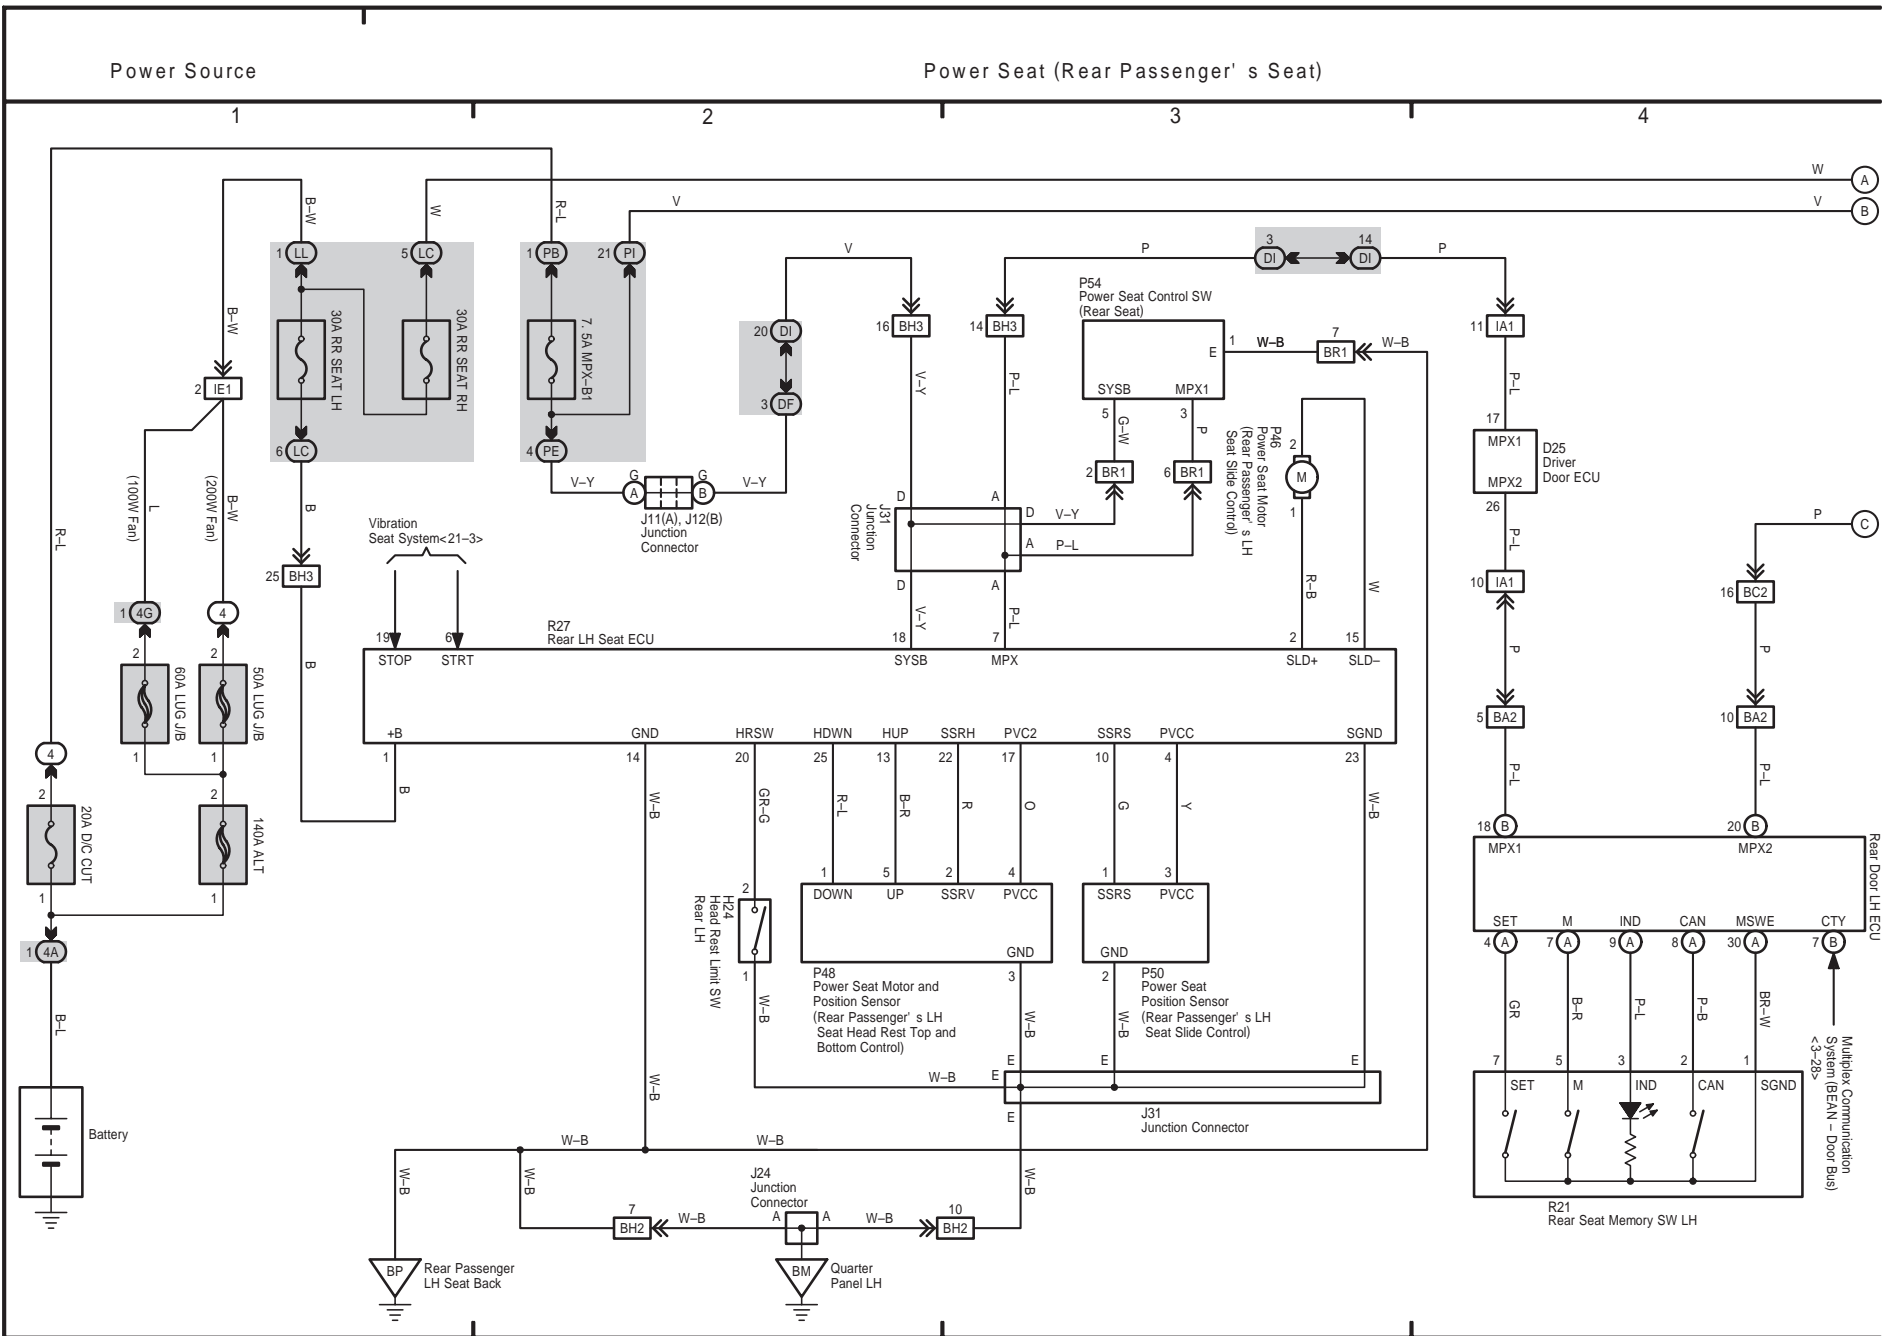 Power Source
Power Seat (Rear Passenger' s Seat)
1
2
3
4
W
A
V
B
B–W
W
R–L
V
1 LL
5 LC
1 PB
21 PI
V
P
3
DI
14
DI
P
30A RR SEAT LH
30A RR SEAT RH
7. 5A MPX–B1
B–W
2 IE1
20 DI
3 DF
16 BH3
14 BH3
P54
Power Seat Control SW
(Rear Seat)
E
1
W–B
7
BR1
W–B
SYSB
MPX1
5
3
G–W
P
2 BR1
6 BR1
11 IA1
P–L
17
MPX1
MPX2
26
D25
Driver
Door ECU
V–Y
P–L
P46
Power Seat Motor
(Rear Passenger' s LH
Seat Slide Control)
2
M
1
6 LC
4 PE
V–Y
G
A
G
B
V–Y
J11(A), J12(B)
Junction
Connector
L
(100W Fan)
B–W
(200W Fan)
B
R–L
Vibration
Seat System<21–3>
D
A
J31
Junction
Connector
D
V–Y
A
P–L
D
A
25 BH3
R–B
W
P–L
10 IA1
P
C
16 BC2
1 4G
4
R27
Rear LH Seat ECU
V–Y
P–L
19
6
18
7
2
15
STOP
STRT
SYSB
MPX
SLD+
SLD–
P
P
2
2
60A LUG J/B
50A LUG J/B
1
1
B
5 BA2
10 BA2
+B
GND
HRSW
HDWN
HUP
SSRH
PVC2
SSRS
PVCC
SGND
1
14
20
25
13
22
17
10
4
23
4
2
20A D/C CUT
1
2
140A ALT
1
B
W–B
GR–G
R–L
B–R
R
O
G
Y
W–B
P–L
P–L
18 B
20 B
MPX1
MPX2
Rear Door LH ECU
2
H24
Head Rest Limit SW
Rear LH
1
1
5
2
4
DOWN
UP
SSRV
PVCC
GND
3
1
3
SSRS
PVCC
GND
2
SET
M
IND
CAN
MSWE
CTY
4 A
7 A
9 A
8 A
30 A
7 B
1 4A
B–L
P48
Power Seat Motor and
Position Sensor
(Rear Passenger' s LH
Seat Head Rest Top and
Bottom Control)
P50
Power Seat
Position Sensor
(Rear Passenger' s LH
Seat Slide Control)
W–B
W–B
W–B
GR
B–R
P–L
P–B
BR–W
Multiplex Communication
System (BEAN – Door Bus)
<3–28>
E
E
E
W–B
E
E
J31
Junction Connector
W–B
7
5
3
2
1
SET
M
IND
CAN
SGND
R21
Rear Seat Memory SW LH
Battery
W–B
W–B
W–B
W–B
J24
Junction
Connector
W–B
7
BH2
W–B
A
A
W–B
10
BH2
BP
Rear Passenger
LH Seat Back
BM
Quarter
Panel LH